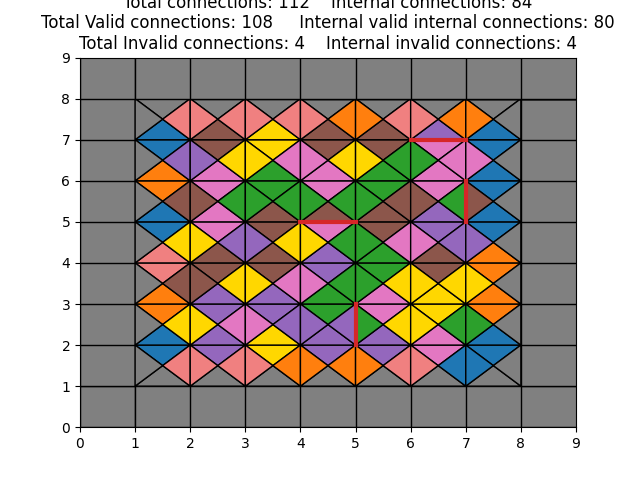 Total connections: 112    Internal connections: 84
Total Valid connections: 108    Internal valid internal connections: 80
Total Invalid connections: 4    Internal invalid connections: 4
9
8
7
6
5
4
3
2
1
0
0 1 2 3 4 5 6 7 8 9